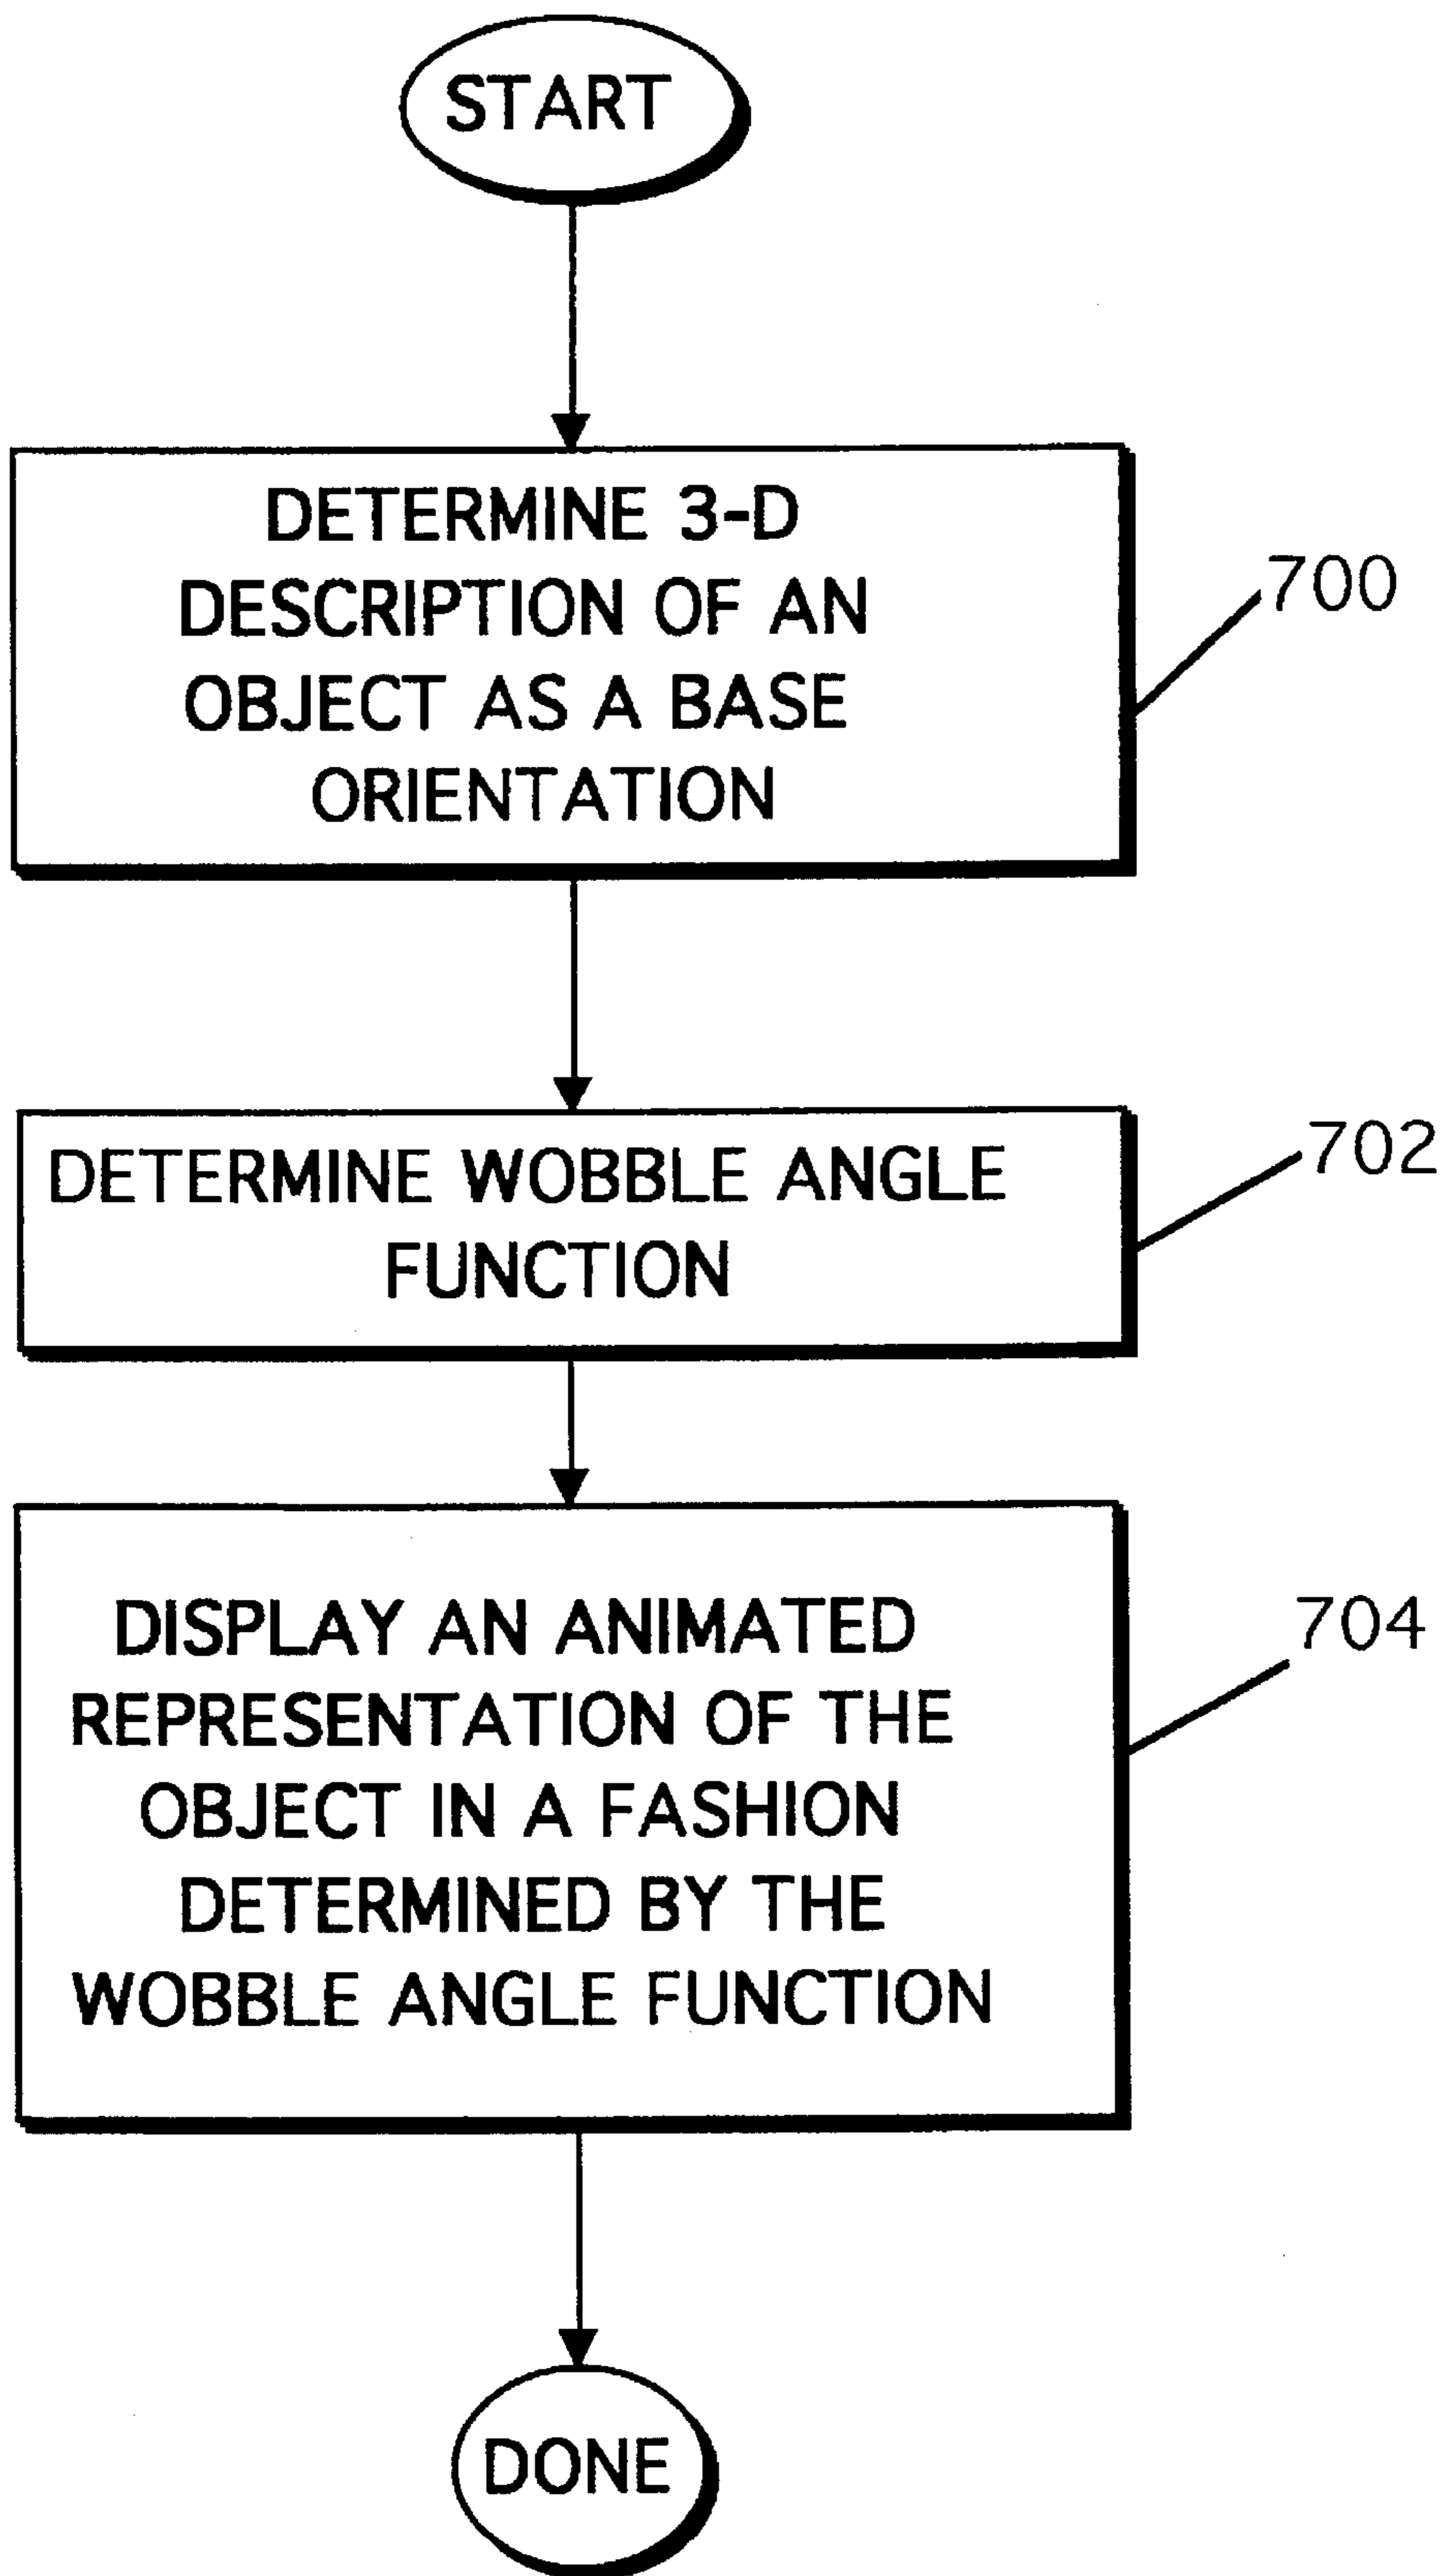 START
DETERMINE 3-D
DESCRIPTION OF AN
OBJECT AS A BASE
ORIENTATION
700
DETERMINE WOBBLE ANGLE
FUNCTION
702
DISPLAY AN ANIMATED
REPRESENTATION OF THE
OBJECT IN A FASHION
DETERMINED BY THE
WOBBLE ANGLE FUNCTION
704
DONE